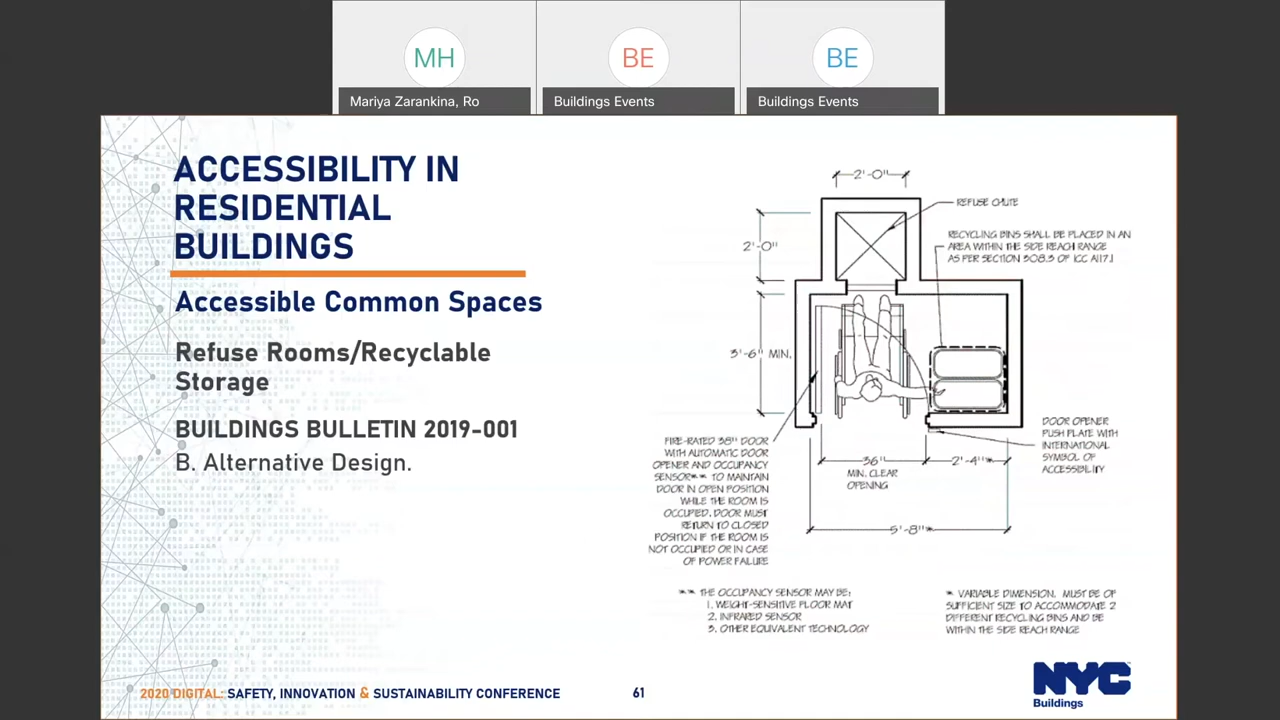 MH
BE
BE
Mariya Zarankina, Ro
Buildings Events
Buildings Events
ACCESSIBILITY IN
RESIDENTIAL
BUILDINGS
Accessible Common Spaces
Refuse Rooms/Recyclable
Storage
BUILDINGS BULLETIN 2019-001
B. Alternative Design.
2'-0"
REFUSE CHUTE
2'-0"
RECYCLING BINS SHALL BE PLACED IN AN
AREA WITHIN THE SIDE REACH RANGE
AS PER SECTION 308.3 OF ICC A117.1
3'-6" MIN.
FIRE-RATED 38" DOOR
WITH AUTOMATIC DOOR
OPENER AND OCCUPANCY
SENSOR** TO MAINTAIN
DOOR IN OPEN POSITION
WHILE THE ROOM IS
OCCUPIED. DOOR MUST
RETURN TO CLOSED
POSITION IF THE ROOM IS
NOT OCCUPIED OR IN CASE
OF POWER FAILURE
36"
MIN. CLEAR
OPENING
2'-4"*
DOOR OPENER
PUSH PLATE WITH
INTERNATIONAL
SYMBOL OF
ACCESSIBILITY
5'-8"*
** THE OCCUPANCY SENSOR MAY BE:
1. WEIGHT-SENSITIVE FLOOR MAT
2. INFRARED SENSOR
3. OTHER EQUIVALENT TECHNOLOGY
* VARIABLE DIMENSION. MUST BE OF
SUFFICIENT SIZE TO ACCOMMODATE 2
DIFFERENT RECYCLING BINS AND BE
WITHIN THE SIDE REACH RANGE
2020 DIGITAL: SAFETY, INNOVATION & SUSTAINABILITY CONFERENCE
61
NYC
Buildings